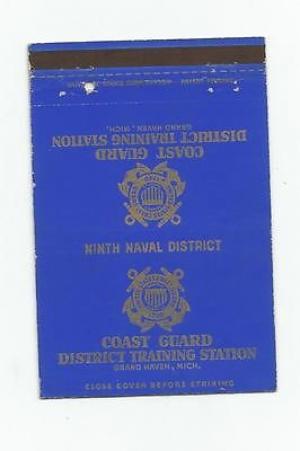 COAST GUARD
DISTRICT TRAINING STATION
GRAND HAVEN, MICH.
NINTH NAVAL DISTRICT
COAST GUARD
DISTRICT TRAINING STATION
GRAND HAVEN, MICH.
CLOSE COVER BEFORE STRIKING